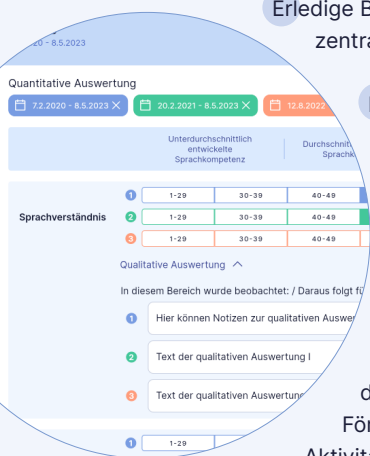 Erledige
zentra
20 - 8.5.2023
Quantitative Auswertung
7.2.2020 - 8.5.2023 20.2.2021 - 8.5.2023 12.8.2022
Unterdurchschnittlich
entwickelte
Sprachkompetenz
Durchschnit
Sprachk
1 1-29 30-39 40-49
Sprachverständnis 2 1-29 30-39 40-49
3 1-29 30-39 40-49
Qualitative Auswertung
In diesem Bereich wurde beobachtet: / Daraus folgt fü
1 Hier können Notizen zur qualitativen Auswer
2 Text der qualitativen Auswertung I
3 Text der qualitativen Auswertung
d
För
1 1-29
Aktivitä